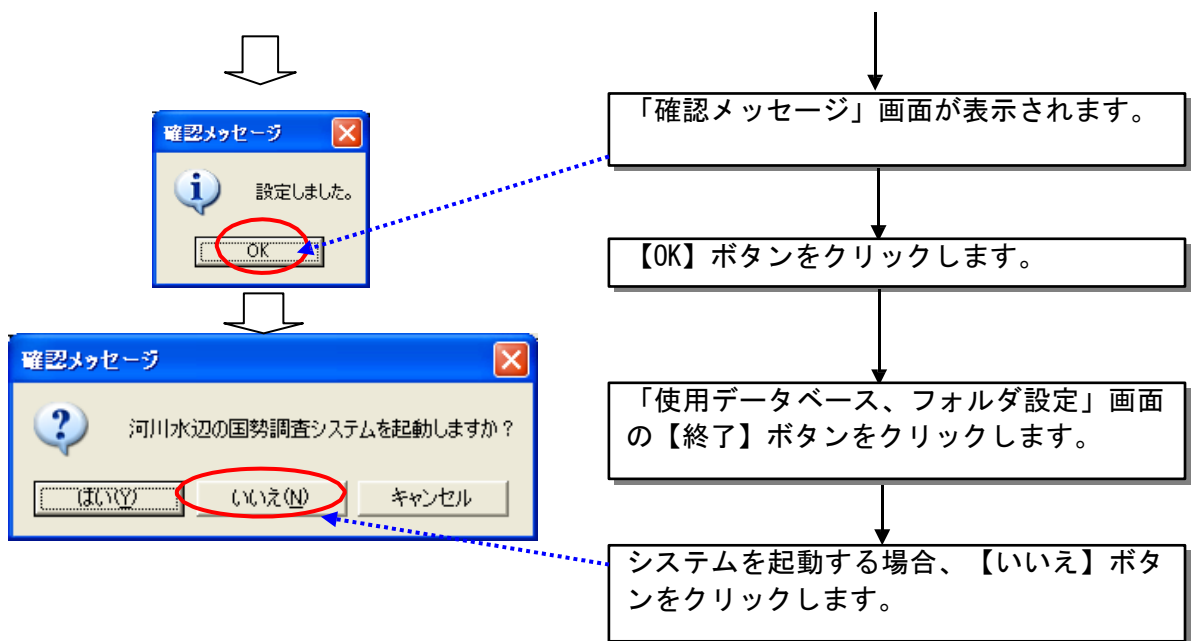 確認メッセージ
設定しました。
OK
確認メッセージ
河川水辺の国勢調査システムを起動しますか？
はい(Y)
いいえ(N)
キャンセル
「確認メッセージ」画面が表示されます。
【OK】ボタンをクリックします。
「使用データベース、フォルダ設定」画面
の【終了】ボタンをクリックします。
システムを起動する場合、【いいえ】ボタ
ンをクリックします。